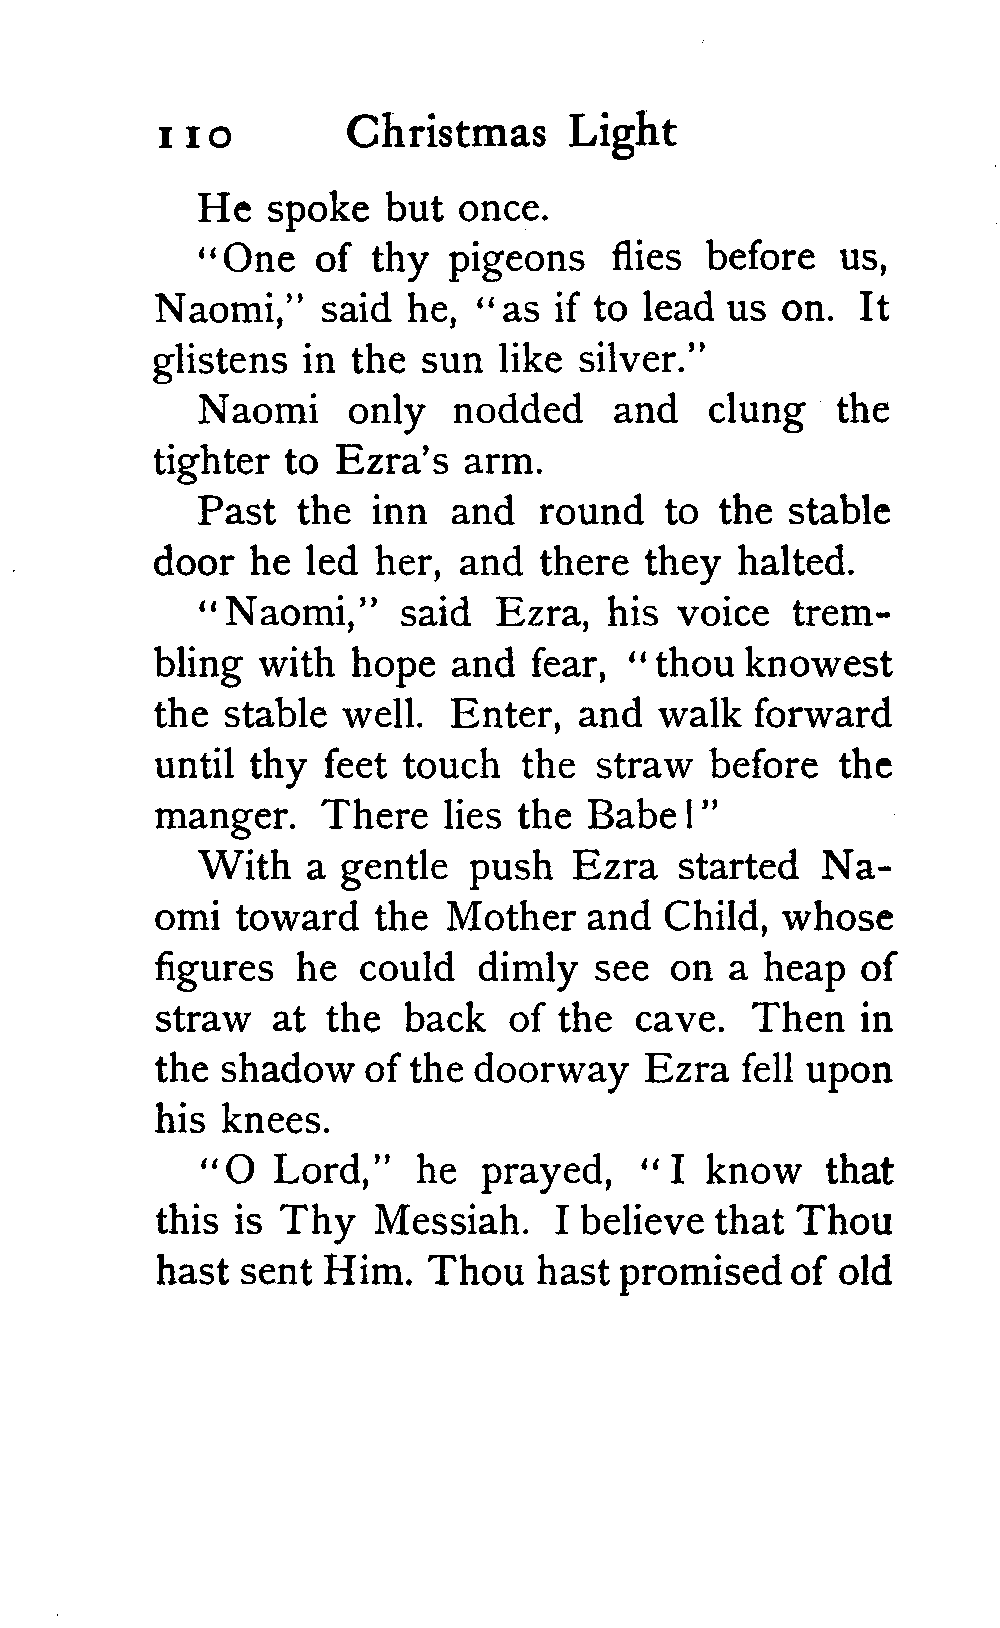 110 Christmas Light
He spoke but once.
"One of thy pigeons flies before us,
Naomi," said he, "as if to lead us on. It
glistens in the sun like silver."
Naomi only nodded and clung the
tighter to Ezra's arm.
Past the inn and round to the stable
door he led her, and there they halted.
"Naomi," said Ezra, his voice trem-
bling with hope and fear, "thou knowest
the stable well. Enter, and walk forward
until thy feet touch the straw before the
manger. There lies the Babe!"
With a gentle push Ezra started Na-
omi toward the Mother and Child, whose
figures he could dimly see on a heap of
straw at the back of the cave. Then in
the shadow of the doorway Ezra fell upon
his knees.
"O Lord," he prayed, "I know that
this is Thy Messiah. I believe that Thou
hast sent Him. Thou hast promised of old